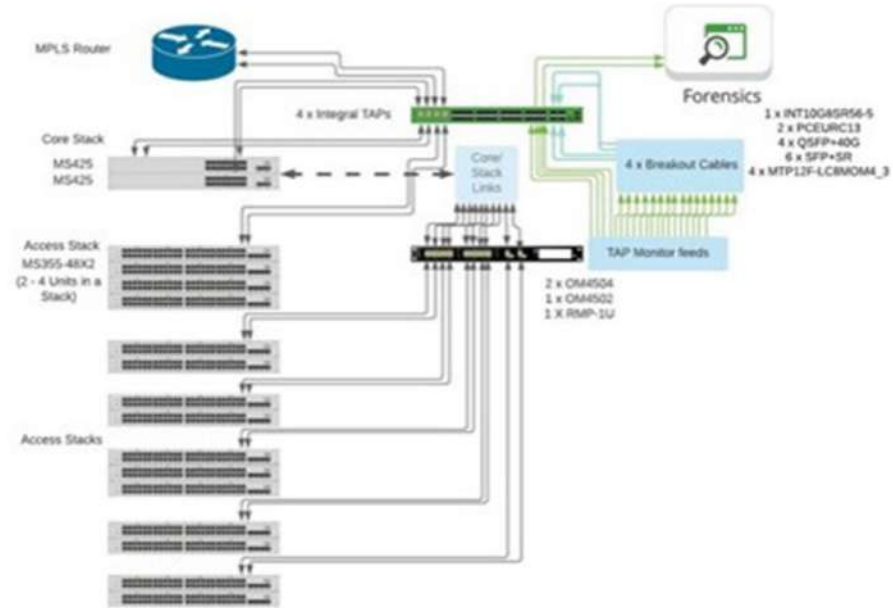 MPLS Router
4 x Integral TAPs
Forensics
1 x INT10G8SR56-5
2 x PCEURC13
4 x QSFP+40G
6 x SFP+SR
4 x MTP12F-LC8MOM4_3
Core Stack
MS425
MS425
Core/
Stack
Links
4 x Breakout Cables
TAP Monitor feeds
Access Stack
MS355-48X2
(2 - 4 Units in a
Stack)
2 x OM4504
1 x OM4502
1 X RMP-1U
Access Stacks